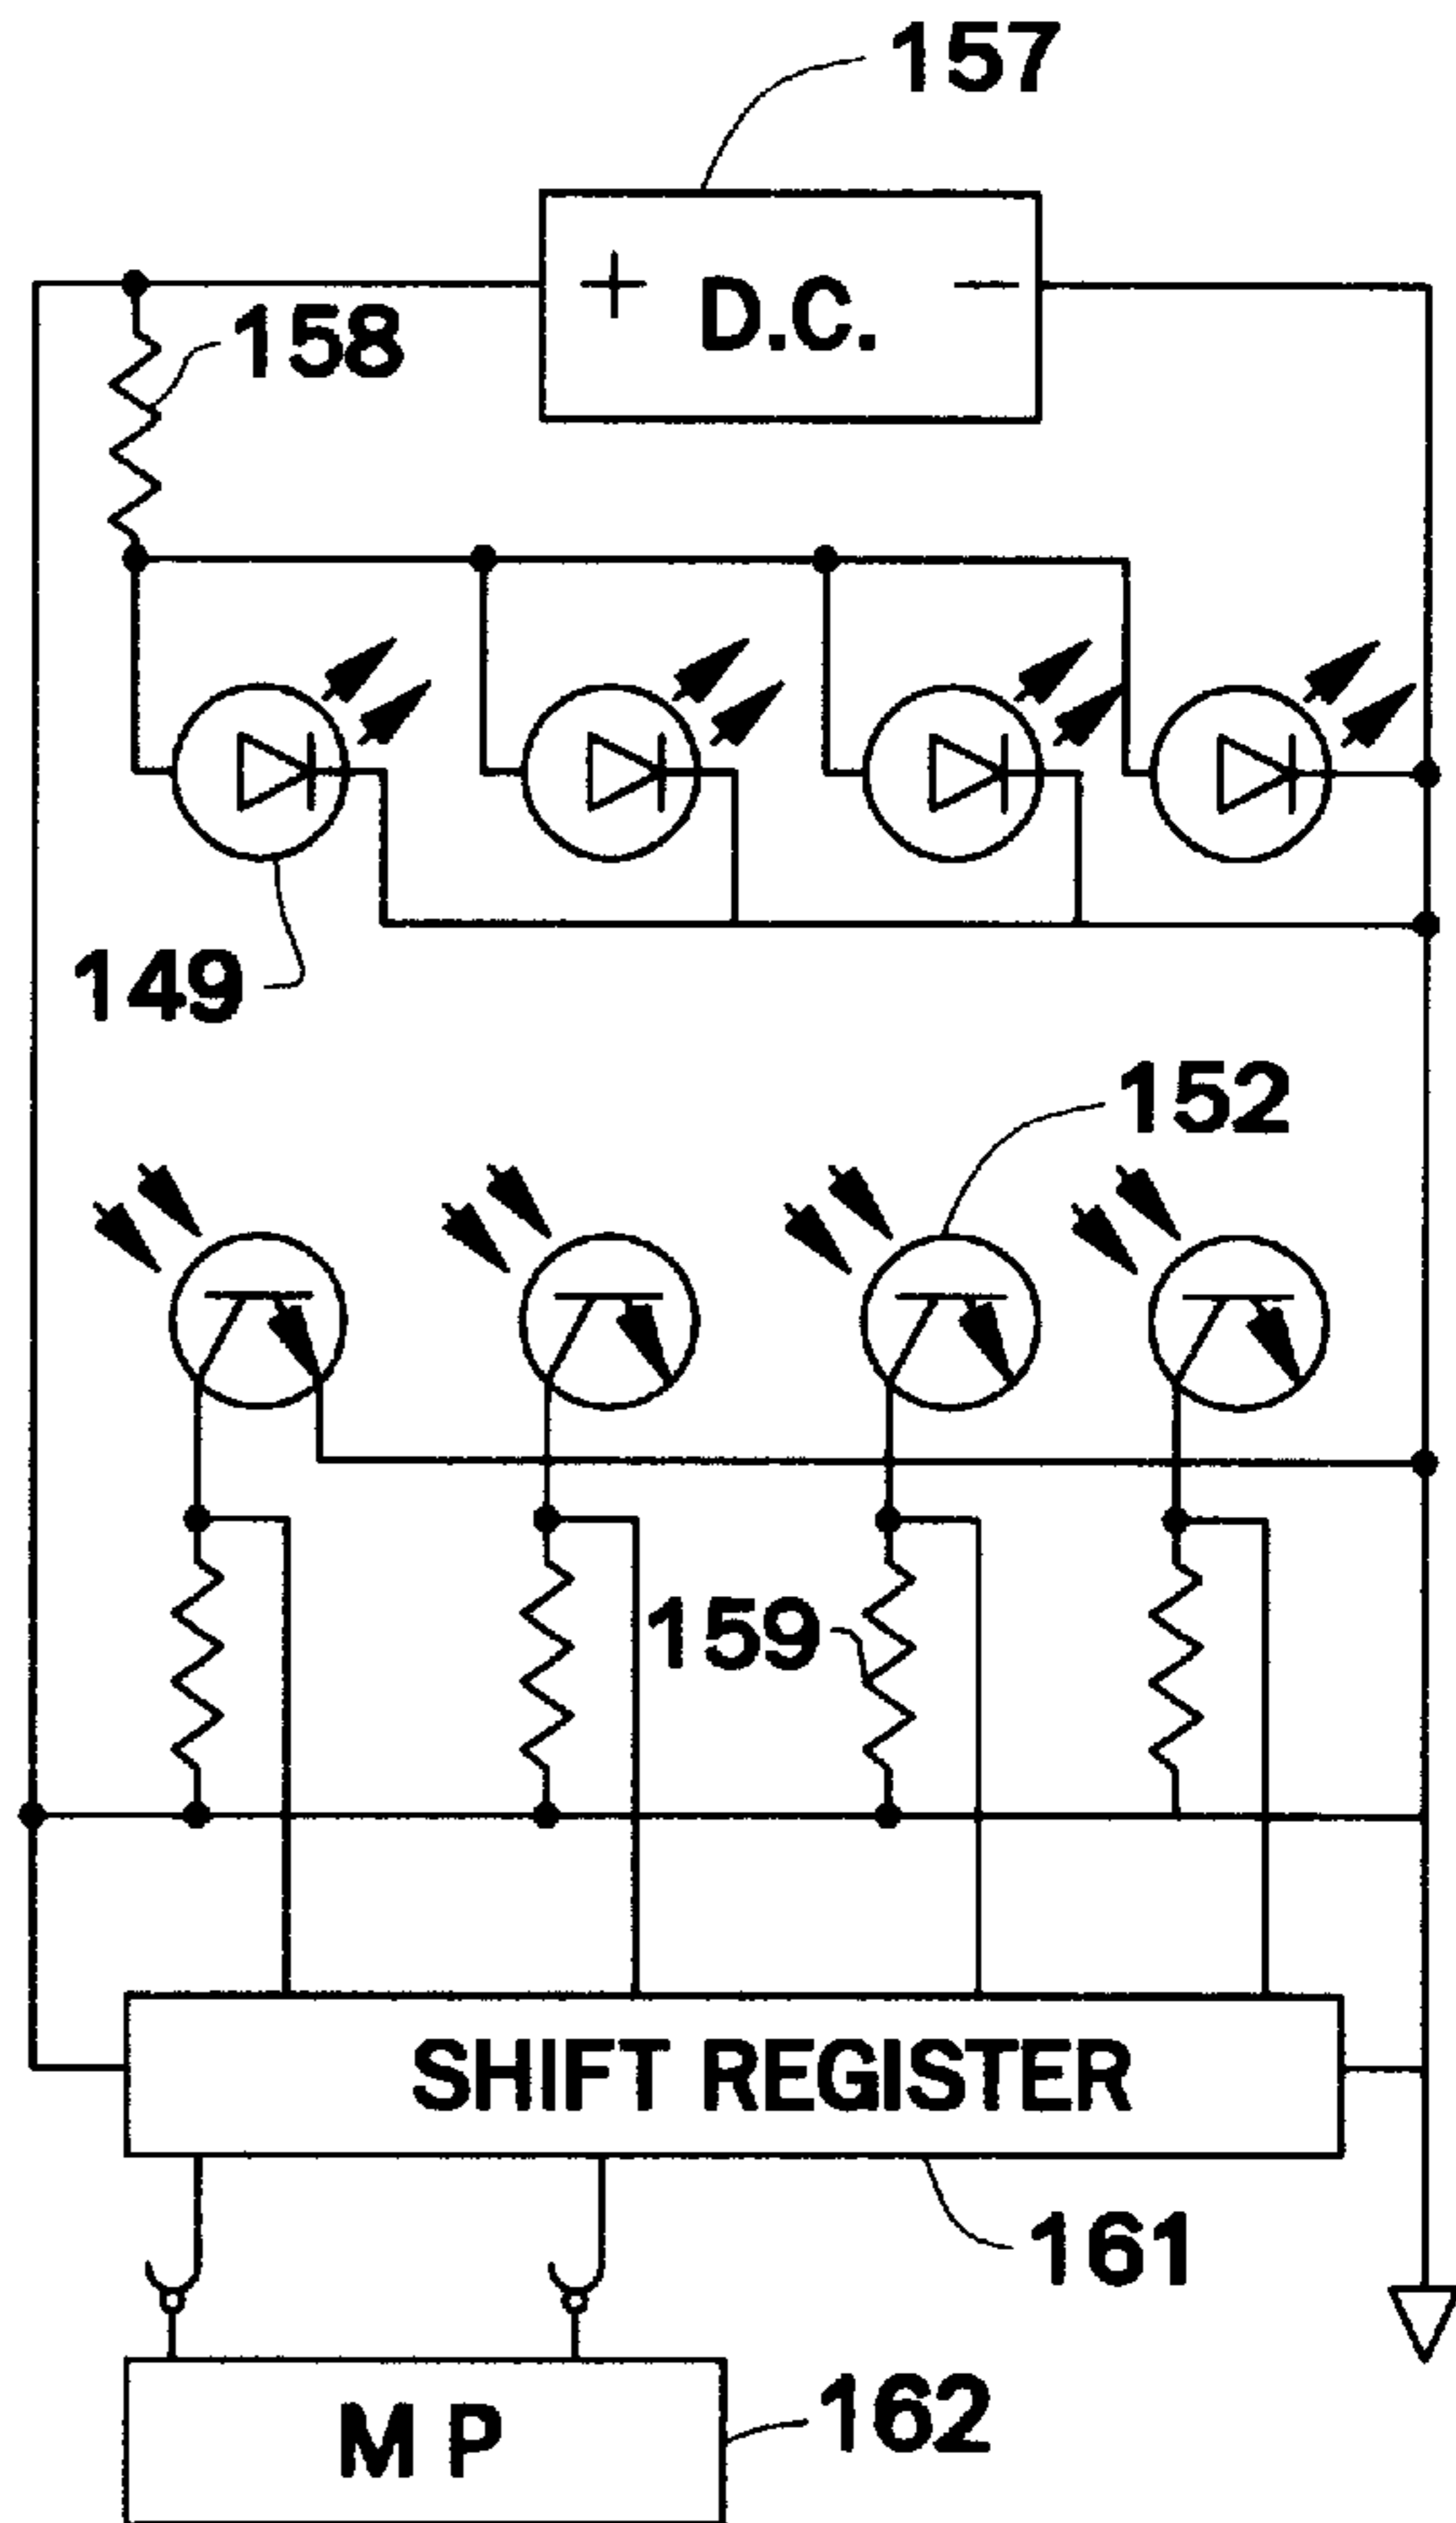 157
+ D.C. −
158
149
152
159
SHIFT REGISTER
161
M P
162